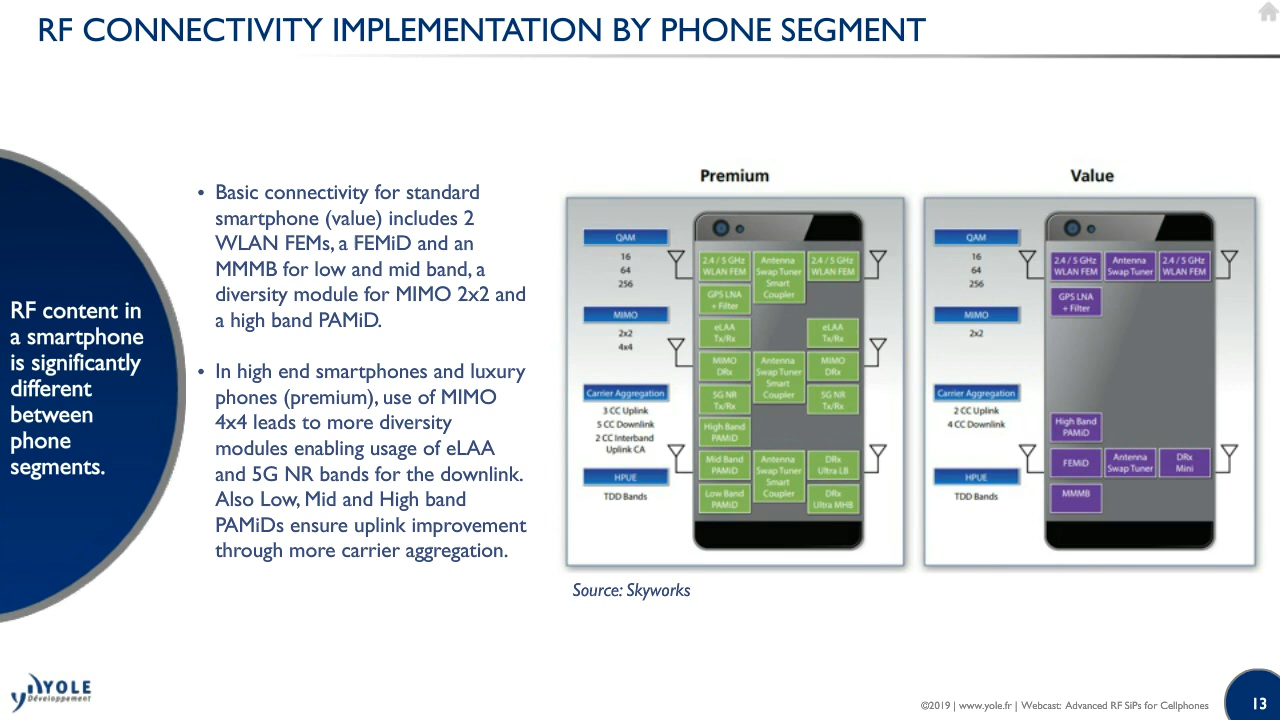 RF CONNECTIVITY IMPLEMENTATION BY PHONE SEGMENT
RF content in
a smartphone
is significantly
different
between
phone
segments.
• Basic connectivity for standard
smartphone (value) includes 2
WLAN FEMs, a FEMiD and an
MMMB for low and mid band, a
diversity module for MIMO 2x2 and
a high band PAMiD.
• In high end smartphones and luxury
phones (premium), use of MIMO
4x4 leads to more diversity
modules enabling usage of eLAA
and 5G NR bands for the downlink.
Also Low, Mid and High band
PAMiDs ensure uplink improvement
through more carrier aggregation.
Premium
QAM
16
64
256
MIMO
2x2
4x4
Carrier Aggregation
3 CC Uplink
5 CC Downlink
2 CC Interband
Uplink CA
HPUE
TDD Bands
2.4 / 5 GHz
WLAN FEM
Antenna
Swap Tuner
Smart
Coupler
2.4 / 5 GHz
WLAN FEM
GPS LNA
+ Filter
eLAA
Tx/Rx
eLAA
Tx/Rx
MIMO
DRx
Antenna
Swap Tuner
Smart
Coupler
MIMO
DRx
5G NR
Tx/Rx
5G NR
Tx/Rx
High Band
PAMiD
Mid Band
PAMiD
Antenna
Swap Tuner
Smart
Coupler
DRx
Ultra LB
Low Band
PAMiD
DRx
Ultra MHB
Value
QAM
16
64
256
MIMO
2x2
Carrier Aggregation
2 CC Uplink
4 CC Downlink
HPUE
TDD Bands
2.4 / 5 GHz
WLAN FEM
Antenna
Swap Tuner
2.4 / 5 GHz
WLAN FEM
GPS LNA
+ Filter
High Band
PAMiD
FEMiD
Antenna
Swap Tuner
DRx
Mini
MMMB
Source: Skyworks
YOLE
Développement
©2019 | www.yole.fr | Webcast: Advanced RF SiPs for Cellphones
13